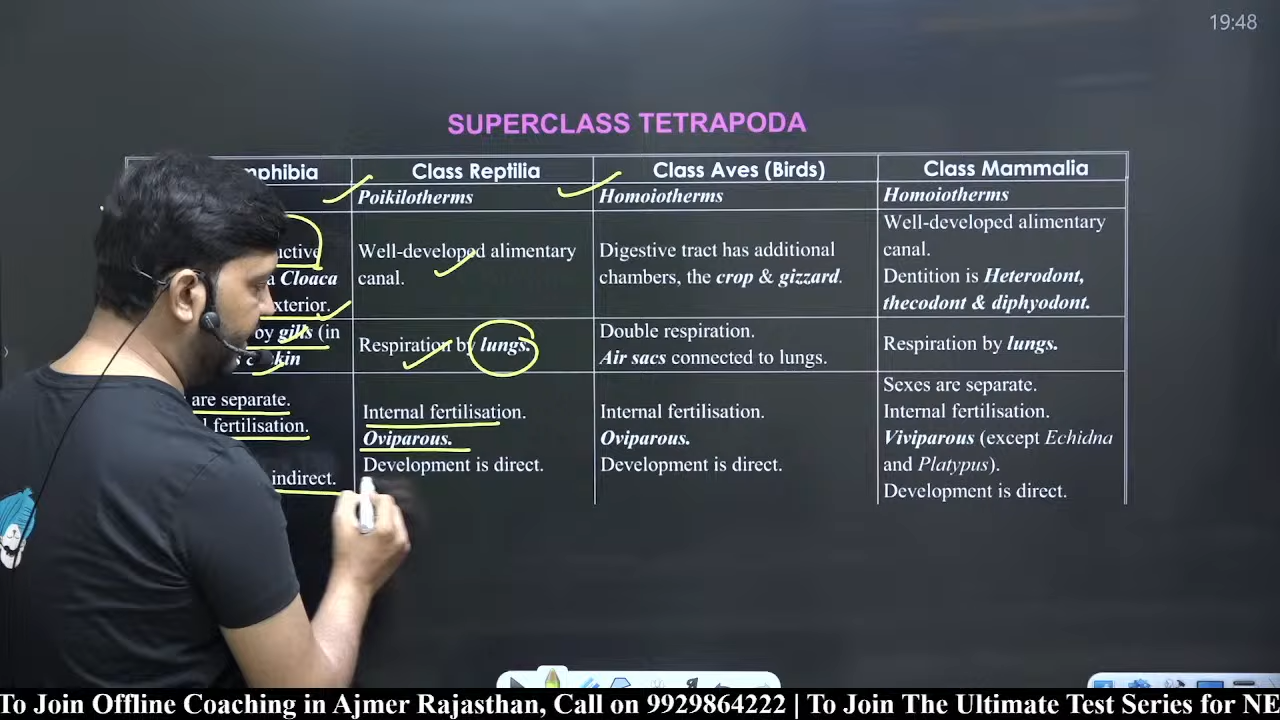 19:48
SUPERCLASS TETRAPODA
mphibia
Class Reptilia
Class Aves (Birds)
Class Mammalia
Poikilotherms
Homoiotherms
Homoiotherms
uctive
a Cloaca
xterior.
Well-developed alimentary
canal.
Digestive tract has additional
chambers, the crop & gizzard.
Well-developed alimentary
canal.
Dentition is Heterodont,
thecodont & diphyodont.
by gills (in
Respiration by lungs.
Double respiration.
Air sacs connected to lungs.
Respiration by lungs.
are separate.
fertilisation.
indirect.
Internal fertilisation.
Oviparous.
Development is direct.
Internal fertilisation.
Oviparous.
Development is direct.
Sexes are separate.
Internal fertilisation.
Viviparous (except Echidna
and Platypus).
Development is direct.
To Join Offline Coaching in Ajmer Rajasthan, Call on 9929864222 | To Join The Ultimate Test Series for NE